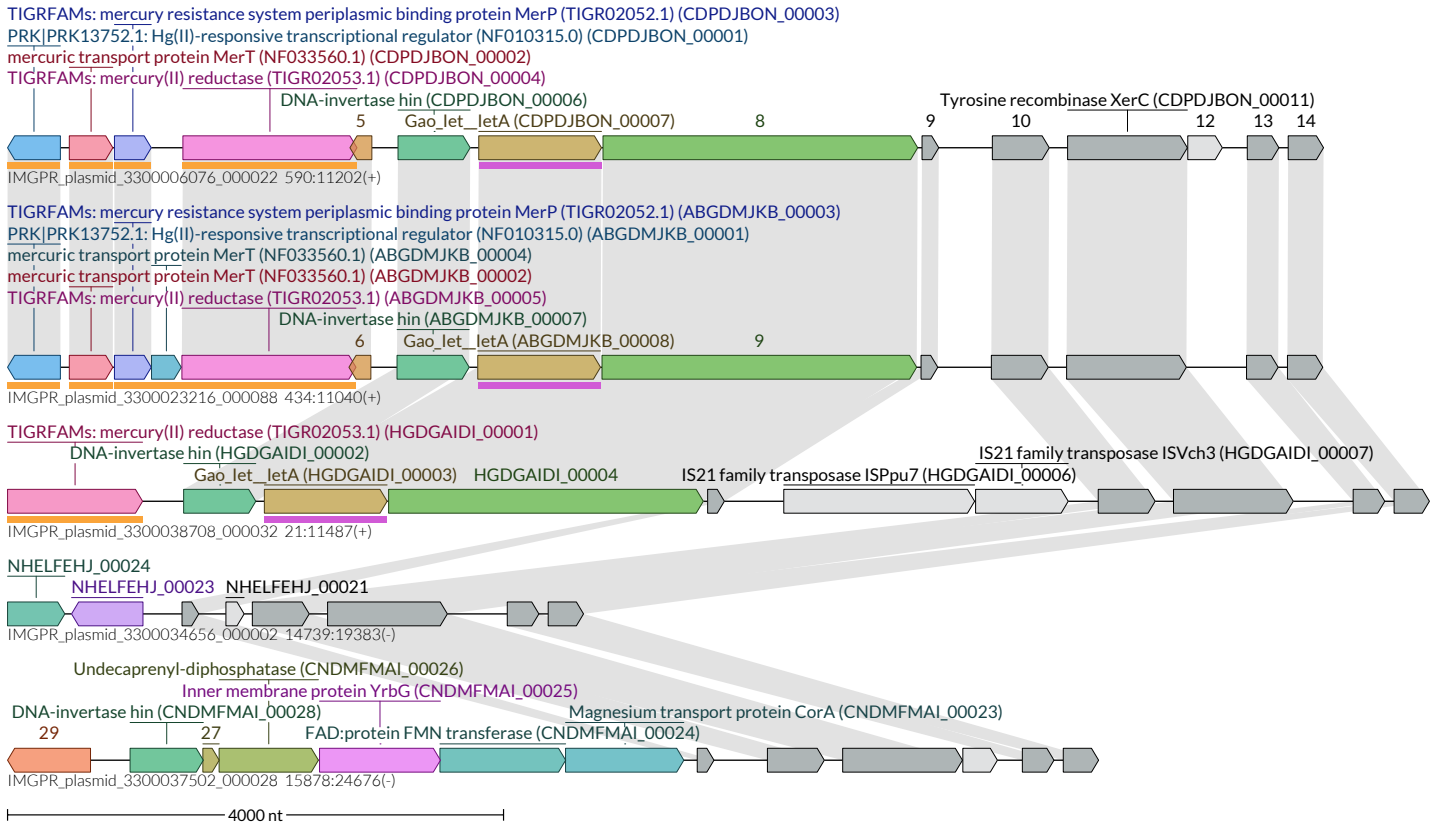 TIGRFAMs: mercury resistance system periplasmic binding protein MerP (TIGR02052.1) (CDPDJBON_00003)
PRK|PRK13752.1: Hg(II)-responsive transcriptional regulator (NF010315.0) (CDPDJBON_00001)
mercuric transport protein MerT (NF033560.1) (CDPDJBON_00002)
TIGRFAMs: mercury(II) reductase (TIGR02053.1) (CDPDJBON_00004)
DNA-invertase hin (CDPDJBON_00006) Tyrosine recombinase XerC (CDPDJBON_00011)
5 Gao_let__letA (CDPDJBON_00007) 8 9 10 12 13 14
IMGPR_plasmid_3300006076_000022 590:11202(+)
TIGRFAMs: mercury resistance system periplasmic binding protein MerP (TIGR02052.1) (ABGDMJKB_00003)
PRK|PRK13752.1: Hg(II)-responsive transcriptional regulator (NF010315.0) (ABGDMJKB_00001)
mercuric transport protein MerT (NF033560.1) (ABGDMJKB_00004)
mercuric transport protein MerT (NF033560.1) (ABGDMJKB_00002)
TIGRFAMs: mercury(II) reductase (TIGR02053.1) (ABGDMJKB_00005)
DNA-invertase hin (ABGDMJKB_00007)
6 Gao_let__letA (ABGDMJKB_00008) 9
IMGPR_plasmid_3300023216_000088 434:11040(+)
TIGRFAMs: mercury(II) reductase (TIGR02053.1) (HGDGAIDI_00001)
DNA-invertase hin (HGDGAIDI_00002) IS21 family transposase ISVch3 (HGDGAIDI_00007)
Gao_let__letA (HGDGAIDI_00003) HGDGAIDI_00004 IS21 family transposase ISPpu7 (HGDGAIDI_00006)
IMGPR_plasmid_3300038708_000032 21:11487(+)
NHELFEHJ_00024
NHELFEHJ_00023 NHELFEHJ_00021
IMGPR_plasmid_3300034656_000002 14739:19383(-)
Undecaprenyl-diphosphatase (CNDMFMAI_00026)
Inner membrane protein YrbG (CNDMFMAI_00025)
DNA-invertase hin (CNDMFMAI_00028) Magnesium transport protein CorA (CNDMFMAI_00023)
29 27 FAD:protein FMN transferase (CNDMFMAI_00024)
IMGPR_plasmid_3300037502_000028 15878:24676(-)
4000 nt